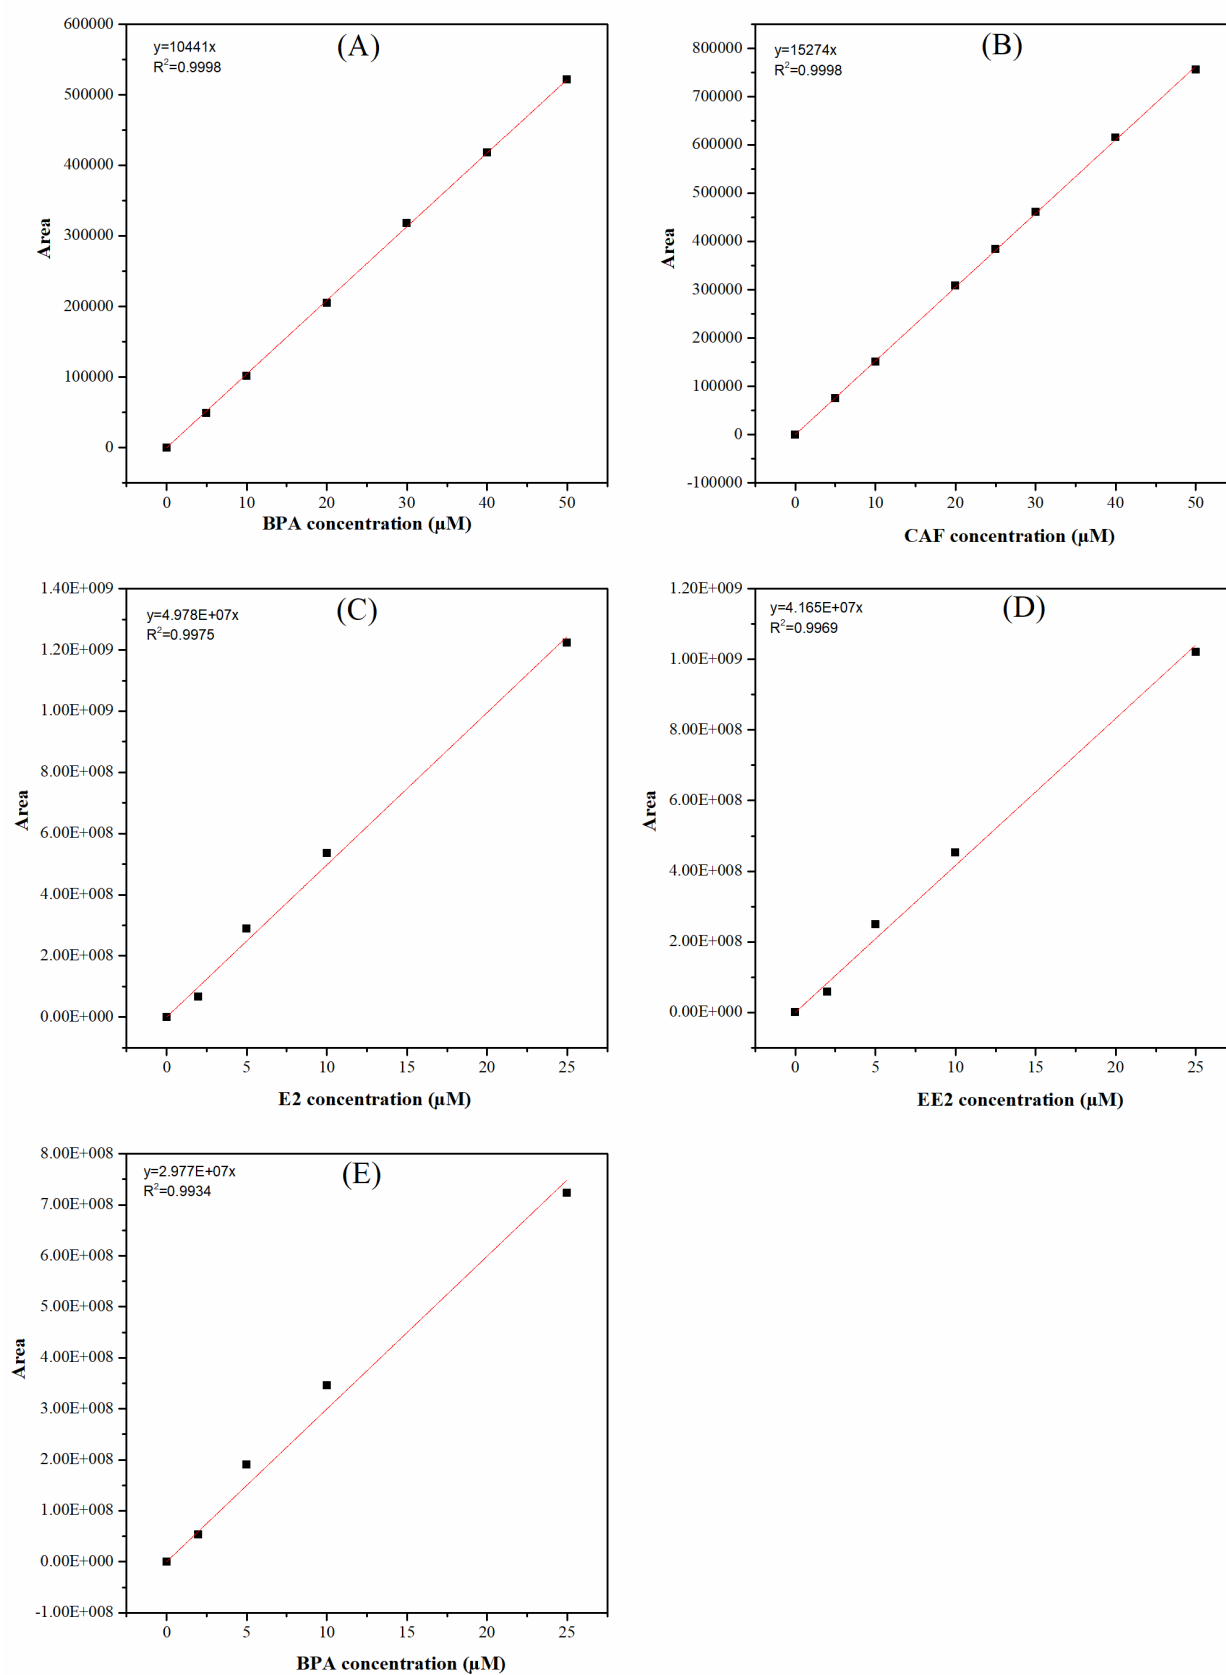 (A)
y=10441x
R²=0.9998
600000
500000
400000
300000
200000
100000
0
Area
0 10 20 30 40 50
BPA concentration (µM)
(B)
y=15274x
R²=0.9998
800000
700000
600000
500000
400000
300000
200000
100000
0
-100000
Area
0 10 20 30 40 50
CAF concentration (µM)
(C)
y=4.978E+07x
R²=0.9975
1.40E+009
1.20E+009
1.00E+009
8.00E+008
6.00E+008
4.00E+008
2.00E+008
0.00E+000
Area
0 5 10 15 20 25
E2 concentration (µM)
(D)
y=4.165E+07x
R²=0.9969
1.20E+009
1.00E+009
8.00E+008
6.00E+008
4.00E+008
2.00E+008
0.00E+000
Area
0 5 10 15 20 25
EE2 concentration (µM)
(E)
y=2.977E+07x
R²=0.9934
8.00E+008
7.00E+008
6.00E+008
5.00E+008
4.00E+008
3.00E+008
2.00E+008
1.00E+008
0.00E+000
-1.00E+008
Area
0 5 10 15 20 25
BPA concentration (µM)